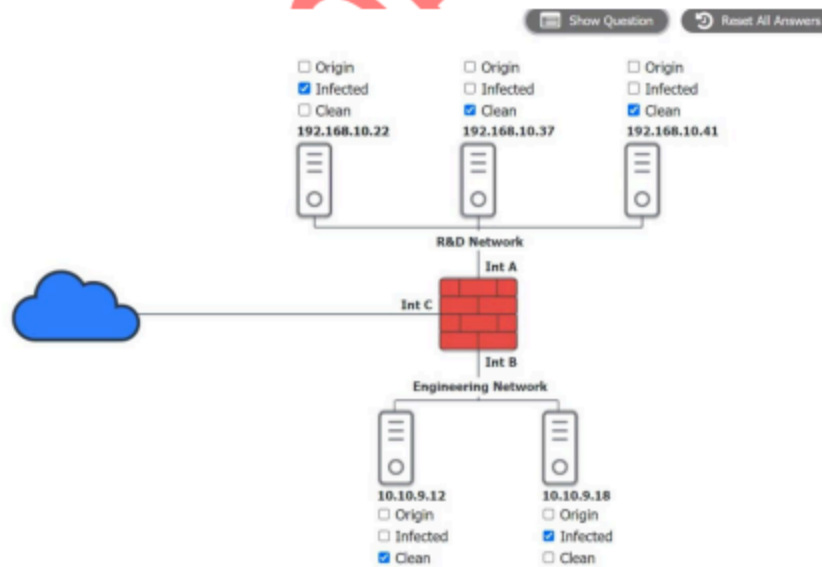 Show Question Reset All Answers
Origin Origin Origin
Infected Infected Infected
Clean Clean Clean
192.168.10.22 192.168.10.37 192.168.10.41
R&D Network
Int A
Int C
Int B
Engineering Network
10.10.9.12 10.10.9.18
Origin Origin
Infected Infected
Clean Clean